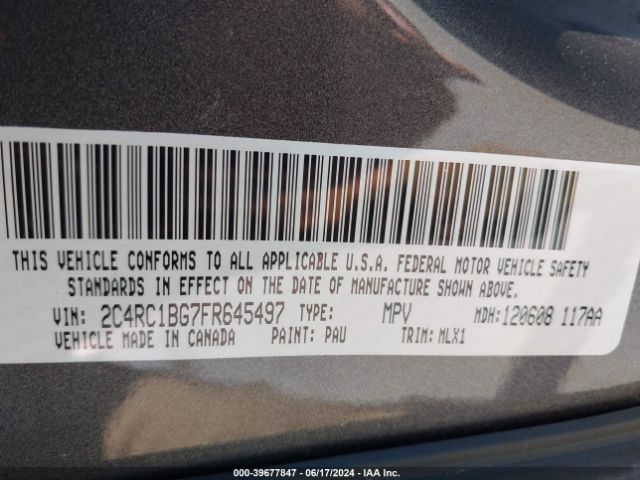 THIS VEHICLE CONFORMS TO ALL APPLICABLE U.S.A. FEDERAL MOTOR VEHICLE SAFETY
STANDARDS IN EFFECT ON THE DATE OF MANUFACTURE SHOWN ABOVE.
VIN: 2C4RC1BG7FR645497 TYPE: MPV MDH:120608 117AA
VEHICLE MADE IN CANADA PAINT: PAU TRIM: MLX1
000-39677847 - 06/17/2024 - IAA Inc.